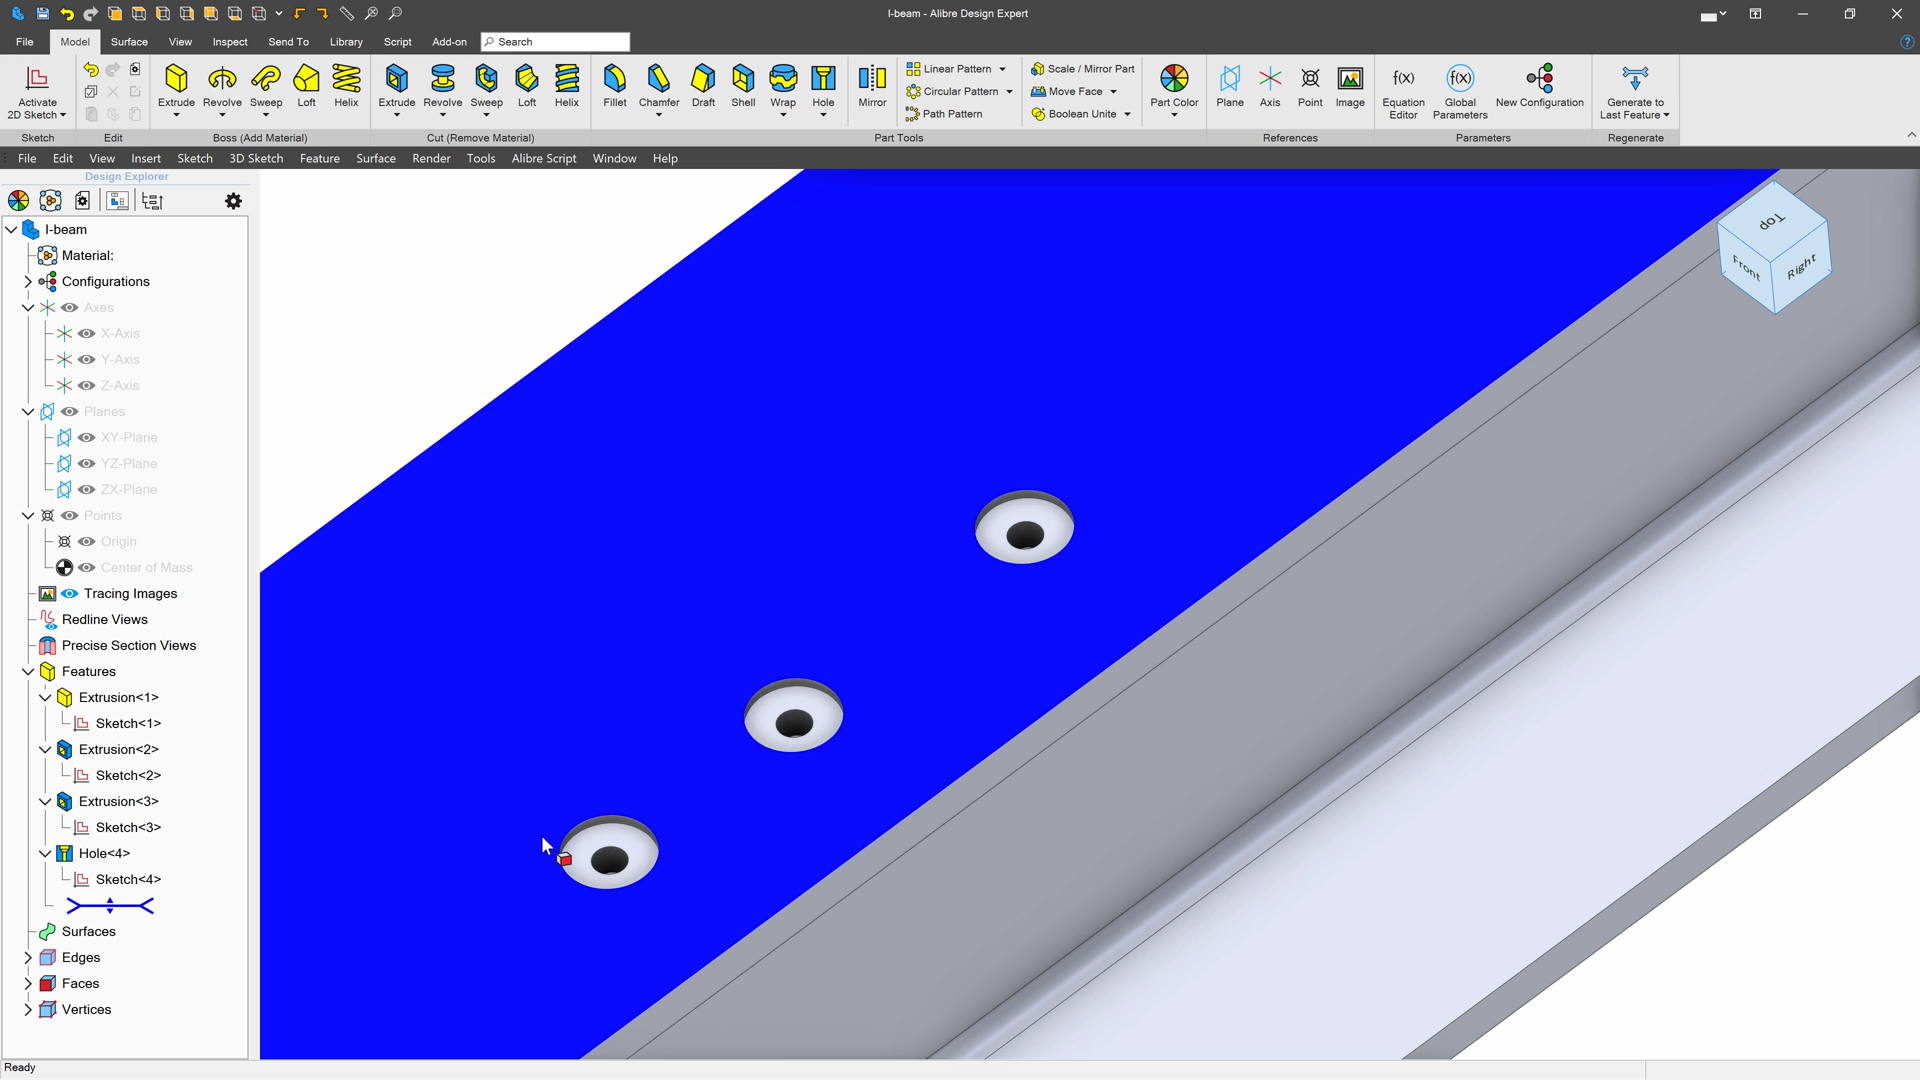 I-beam - Alibre Design Expert
File Model Surface View Inspect Send To Library Script Add-on Search
Activate 2D Sketch
Extrude Revolve Sweep Loft Helix
Extrude Revolve Sweep Loft Helix
Fillet Chamfer Draft Shell Wrap Hole
Mirror
Linear Pattern
Circular Pattern
Path Pattern
Scale / Mirror Part
Move Face
Boolean Unite
Part Color
Plane Axis Point Image
f(x) Equation Editor
f(x) Global Parameters
New Configuration
Generate to Last Feature
Sketch Edit Boss (Add Material) Cut (Remove Material) Part Tools References Parameters Regenerate
File Edit View Insert Sketch 3D Sketch Feature Surface Render Tools Alibre Script Window Help
Design Explorer
I-beam
Material:
Configurations
Axes
X-Axis
Y-Axis
Z-Axis
Planes
XY-Plane
YZ-Plane
ZX-Plane
Points
Origin
Center of Mass
Tracing Images
Redline Views
Precise Section Views
Features
Extrusion<1>
Sketch<1>
Extrusion<2>
Sketch<2>
Extrusion<3>
Sketch<3>
Hole<4>
Sketch<4>
Surfaces
Edges
Faces
Vertices
Top
Front
Right
Ready